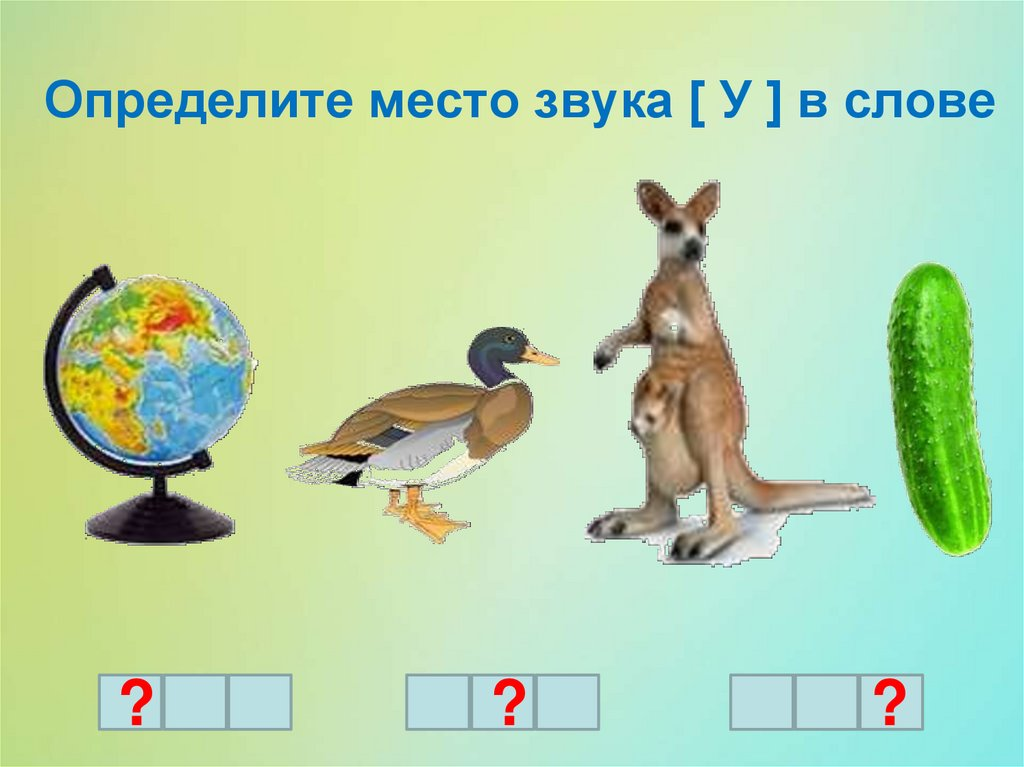 Определите место звука [ У ] в слове
? ? ?